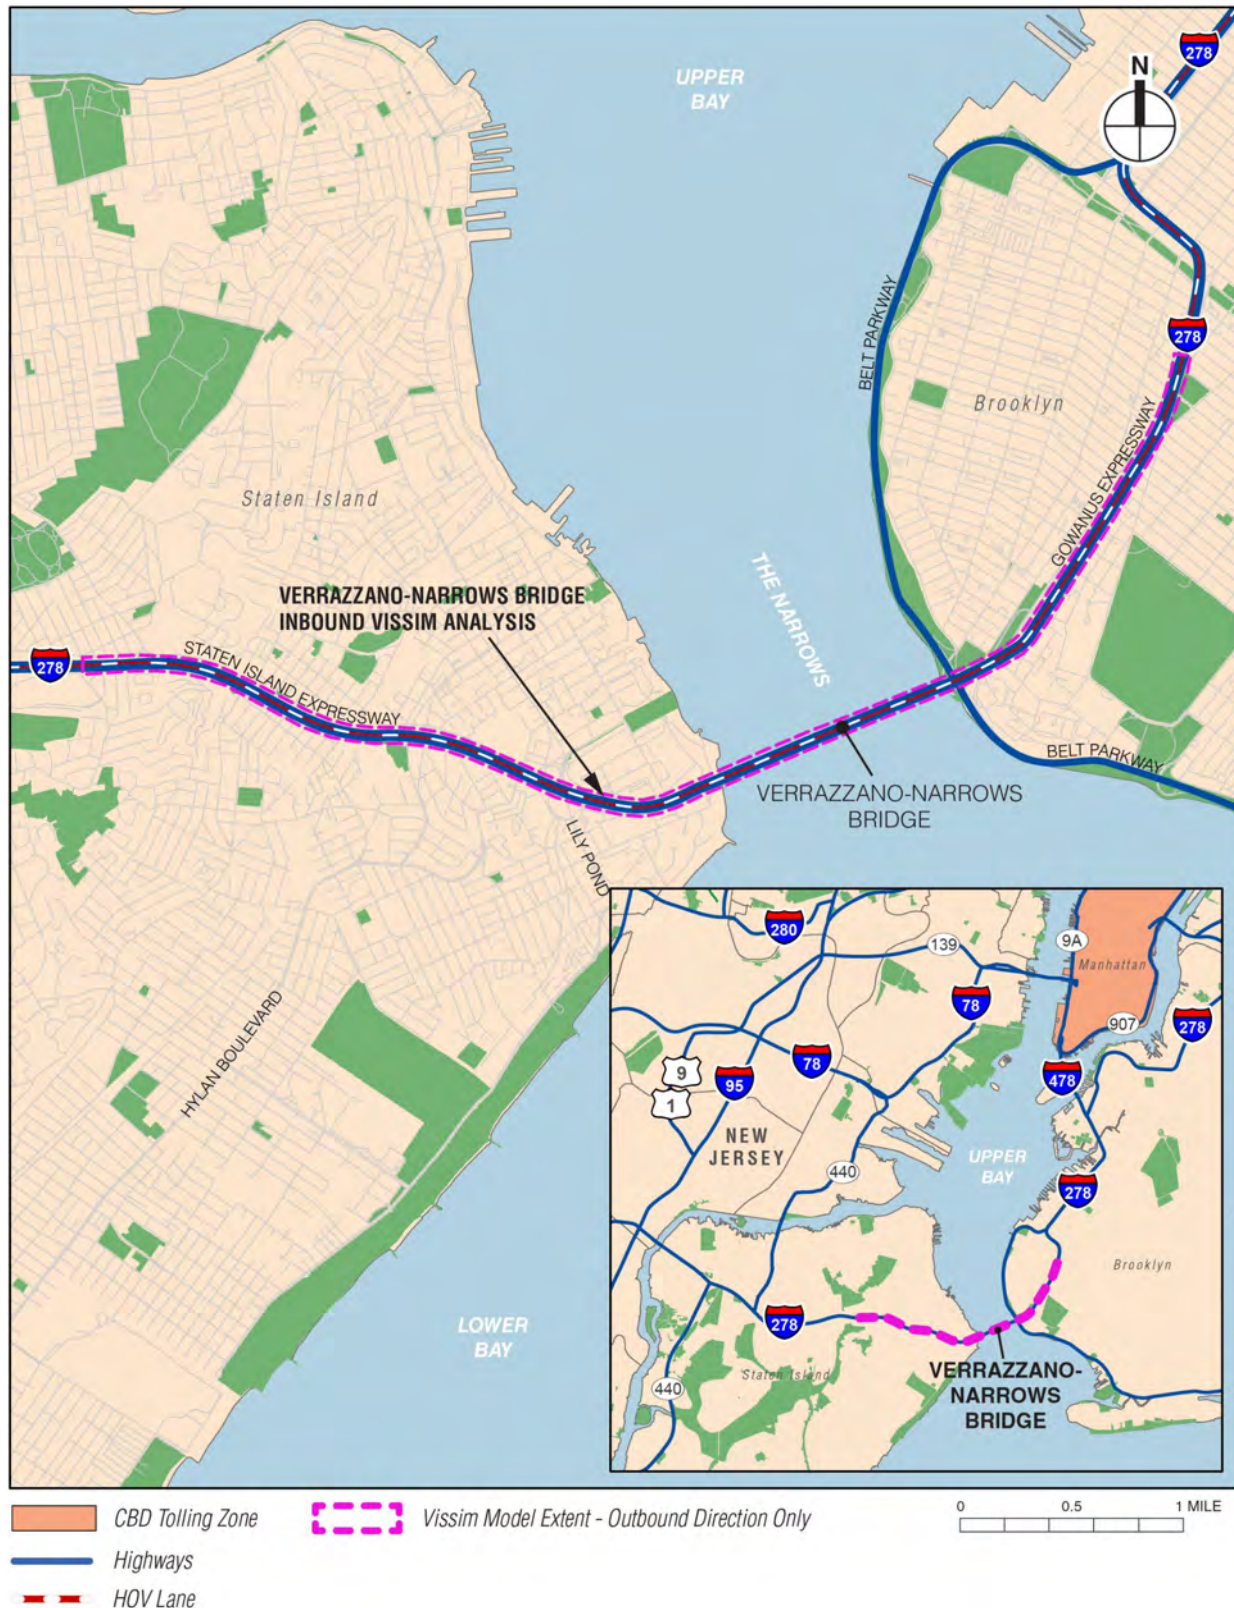 UPPER
BAY
278
N
BELT PARKWAY
278
Brooklyn
GOWANUS EXPRESSWAY
Staten Island
THE NARROWS
VERRAZZANO-NARROWS BRIDGE
INBOUND VISSIM ANALYSIS
278
STATEN ISLAND EXPRESSWAY
BELT PARKWAY
VERRAZZANO-NARROWS
BRIDGE
LILY POND
HYLAN BOULEVARD
LOWER
BAY
280
139
9A
Manhattan
78
907
278
9
78
95
478
1
NEW
JERSEY
UPPER
BAY
440
278
Brooklyn
278
Staten Island
VERRAZZANO-
NARROWS
BRIDGE
440
CBD Tolling Zone
Vissim Model Extent - Outbound Direction Only
0 0.5 1 MILE
Highways
HOV Lane